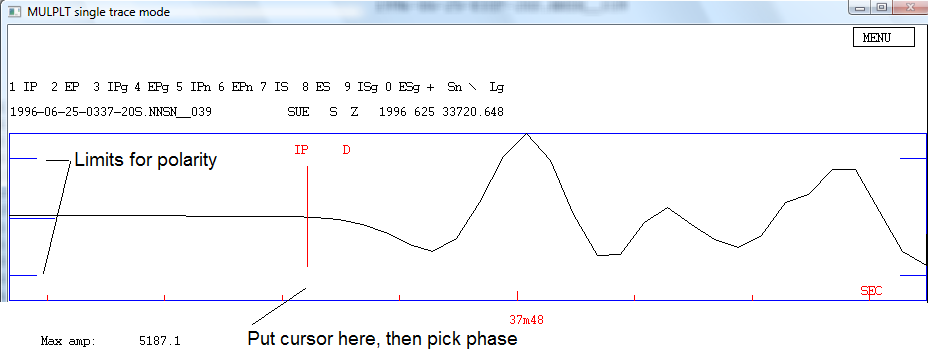 MULPLT single trace mode
MENU
1 IP 2 EP 3 IPg 4 EPg 5 IPn 6 EPn 7 IS 8 ES 9 ISg 0 ESg + Sn \ Lg
1996-06-25-0337-20S.NNSN__039 SUE S Z 1996 625 33720.648
IP D
Limits for polarity
SEC
37m48
Put cursor here, then pick phase
Max amp: 5187.1